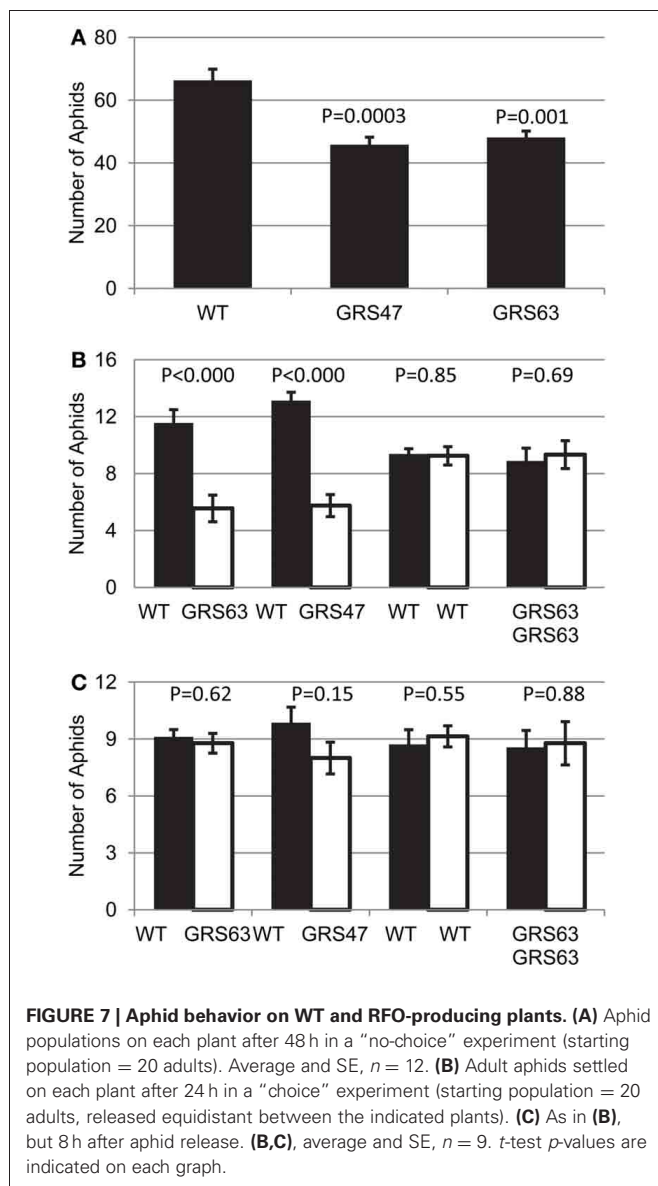 A
Number of Aphids
80
60
40
20
0
P=0.0003
P=0.001
WT
GRS47
GRS63
B
Number of Aphids
16
12
8
4
0
P<0.000
P<0.000
P=0.85
P=0.69
WT GRS63 WT GRS47 WT WT GRS63
GRS63
C
Number of Aphids
12
9
6
3
0
P=0.62
P=0.15
P=0.55
P=0.88
WT GRS63 WT GRS47 WT WT GRS63
GRS63
FIGURE 7 | Aphid behavior on WT and RFO-producing plants. (A) Aphid
populations on each plant after 48 h in a “no-choice” experiment (starting
population = 20 adults). Average and SE, n = 12. (B) Adult aphids settled
on each plant after 24 h in a “choice” experiment (starting population = 20
adults, released equidistant between the indicated plants). (C) As in (B),
but 8 h after aphid release. (B,C), average and SE, n = 9. t-test p-values are
indicated on each graph.